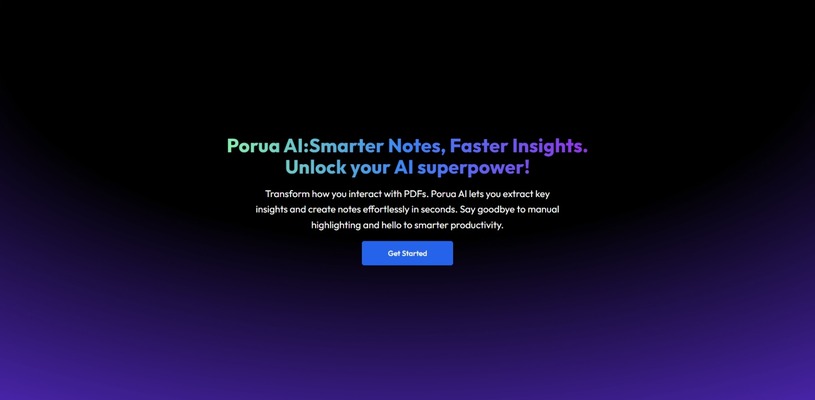 Porua AI:Smarter Notes, Faster Insights.
Unlock your AI superpower!
Transform how you interact with PDFs. Porua AI lets you extract key
insights and create notes effortlessly in seconds. Say goodbye to manual
highlighting and hello to smarter productivity.
Get Started